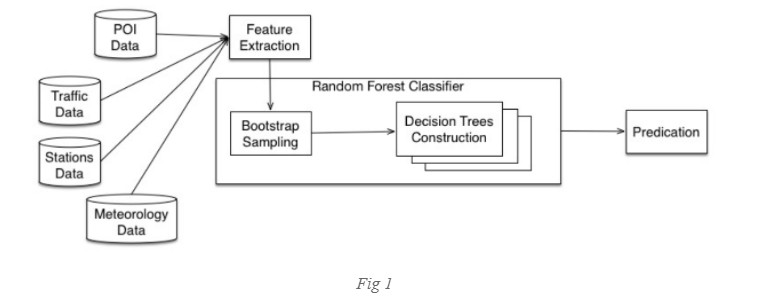 POI
Data
Feature
Extraction
Traffic
Data
Random Forest Classifier
Bootstrap
Sampling
Decision Trees
Construction
Predication
Stations
Data
Meteorology
Data
Fig 1